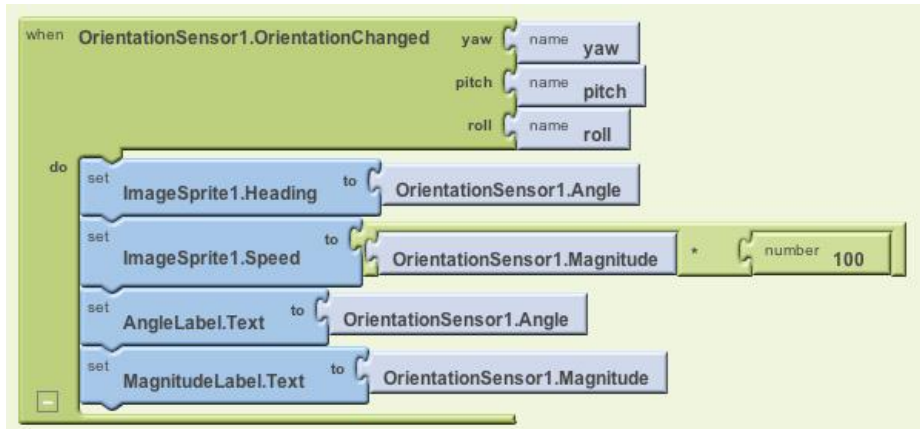 when OrientationSensor1.OrientationChanged yaw name yaw
pitch name pitch
roll name roll
do
set ImageSprite1.Heading to OrientationSensor1.Angle
set ImageSprite1.Speed to OrientationSensor1.Magnitude * number 100
set AngleLabel.Text to OrientationSensor1.Angle
set MagnitudeLabel.Text to OrientationSensor1.Magnitude